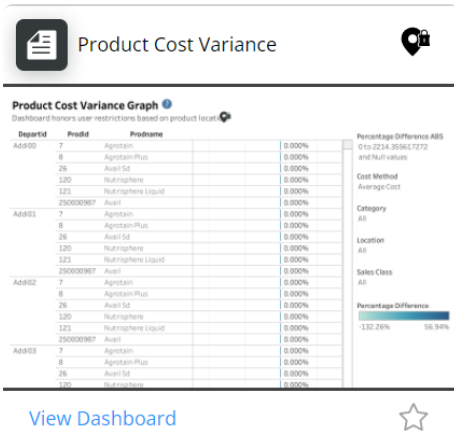 Product Cost Variance
Product Cost Variance Graph ?
Dashboard honors user restrictions based on product locati
Departid Prodid Prodname
Addi00 7 Agrotain 0.000%
8 Agrotain Plus 0.000%
26 Avail Sd 0.000%
120 Nutrisphere 0.000%
121 Nutrisphere Liquid 0.000%
250000987 Avail 0.000%
Addi01 7 Agrotain 0.000%
8 Agrotain Plus 0.000%
26 Avail Sd 0.000%
120 Nutrisphere 0.000%
121 Nutrisphere Liquid 0.000%
250000987 Avail 0.000%
Addi02 7 Agrotain 0.000%
8 Agrotain Plus 0.000%
26 Avail Sd 0.000%
120 Nutrisphere 0.000%
121 Nutrisphere Liquid 0.000%
250000987 Avail 0.000%
Addi03 7 Agrotain 0.000%
8 Agrotain Plus 0.000%
26 Avail Sd 0.000%
120 Nutrisphere 0.000%
Percentage Difference ABS
0 to 2214.355617272
and Null values
Cost Method
Average Cost
Category
All
Location
All
Sales Class
All
Percentage Difference
-132.26% 56.94%
View Dashboard